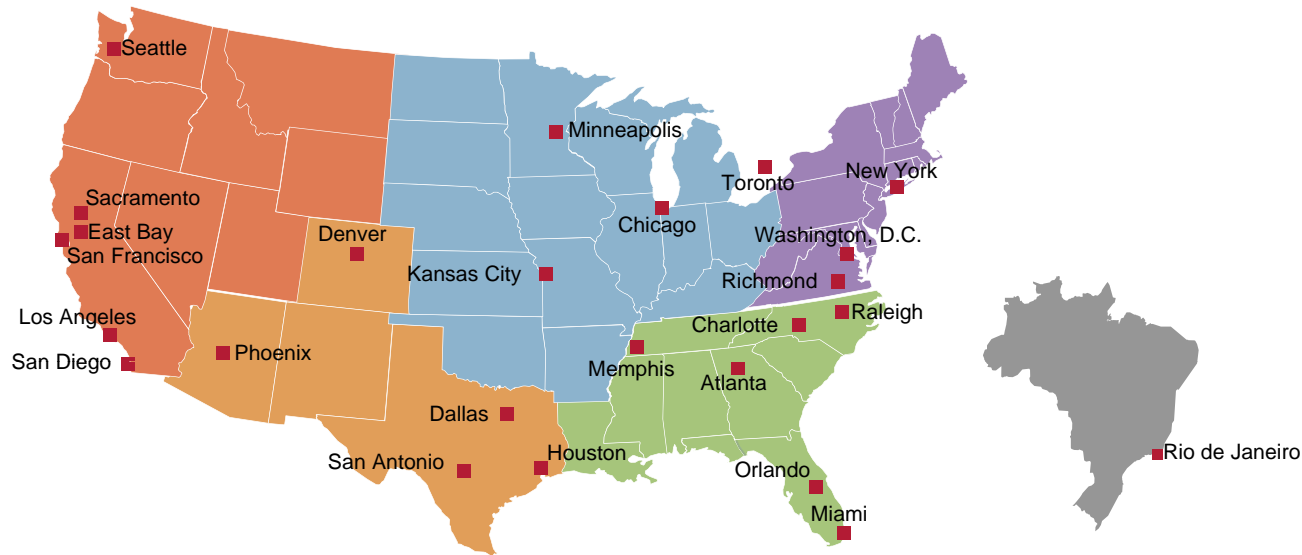 Seattle
Minneapolis
Toronto
New York
Sacramento
East Bay
San Francisco
Denver
Chicago
Washington, D.C.
Kansas City
Richmond
Los Angeles
Raleigh
Charlotte
San Diego
Phoenix
Memphis
Atlanta
Dallas
Houston
San Antonio
Orlando
Miami
Rio de Janeiro